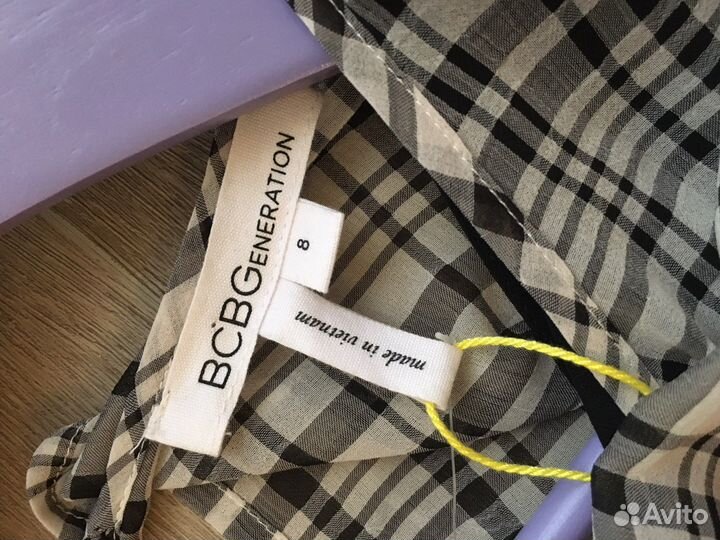 BCBGENERATION
8
made in vietnam
Avito